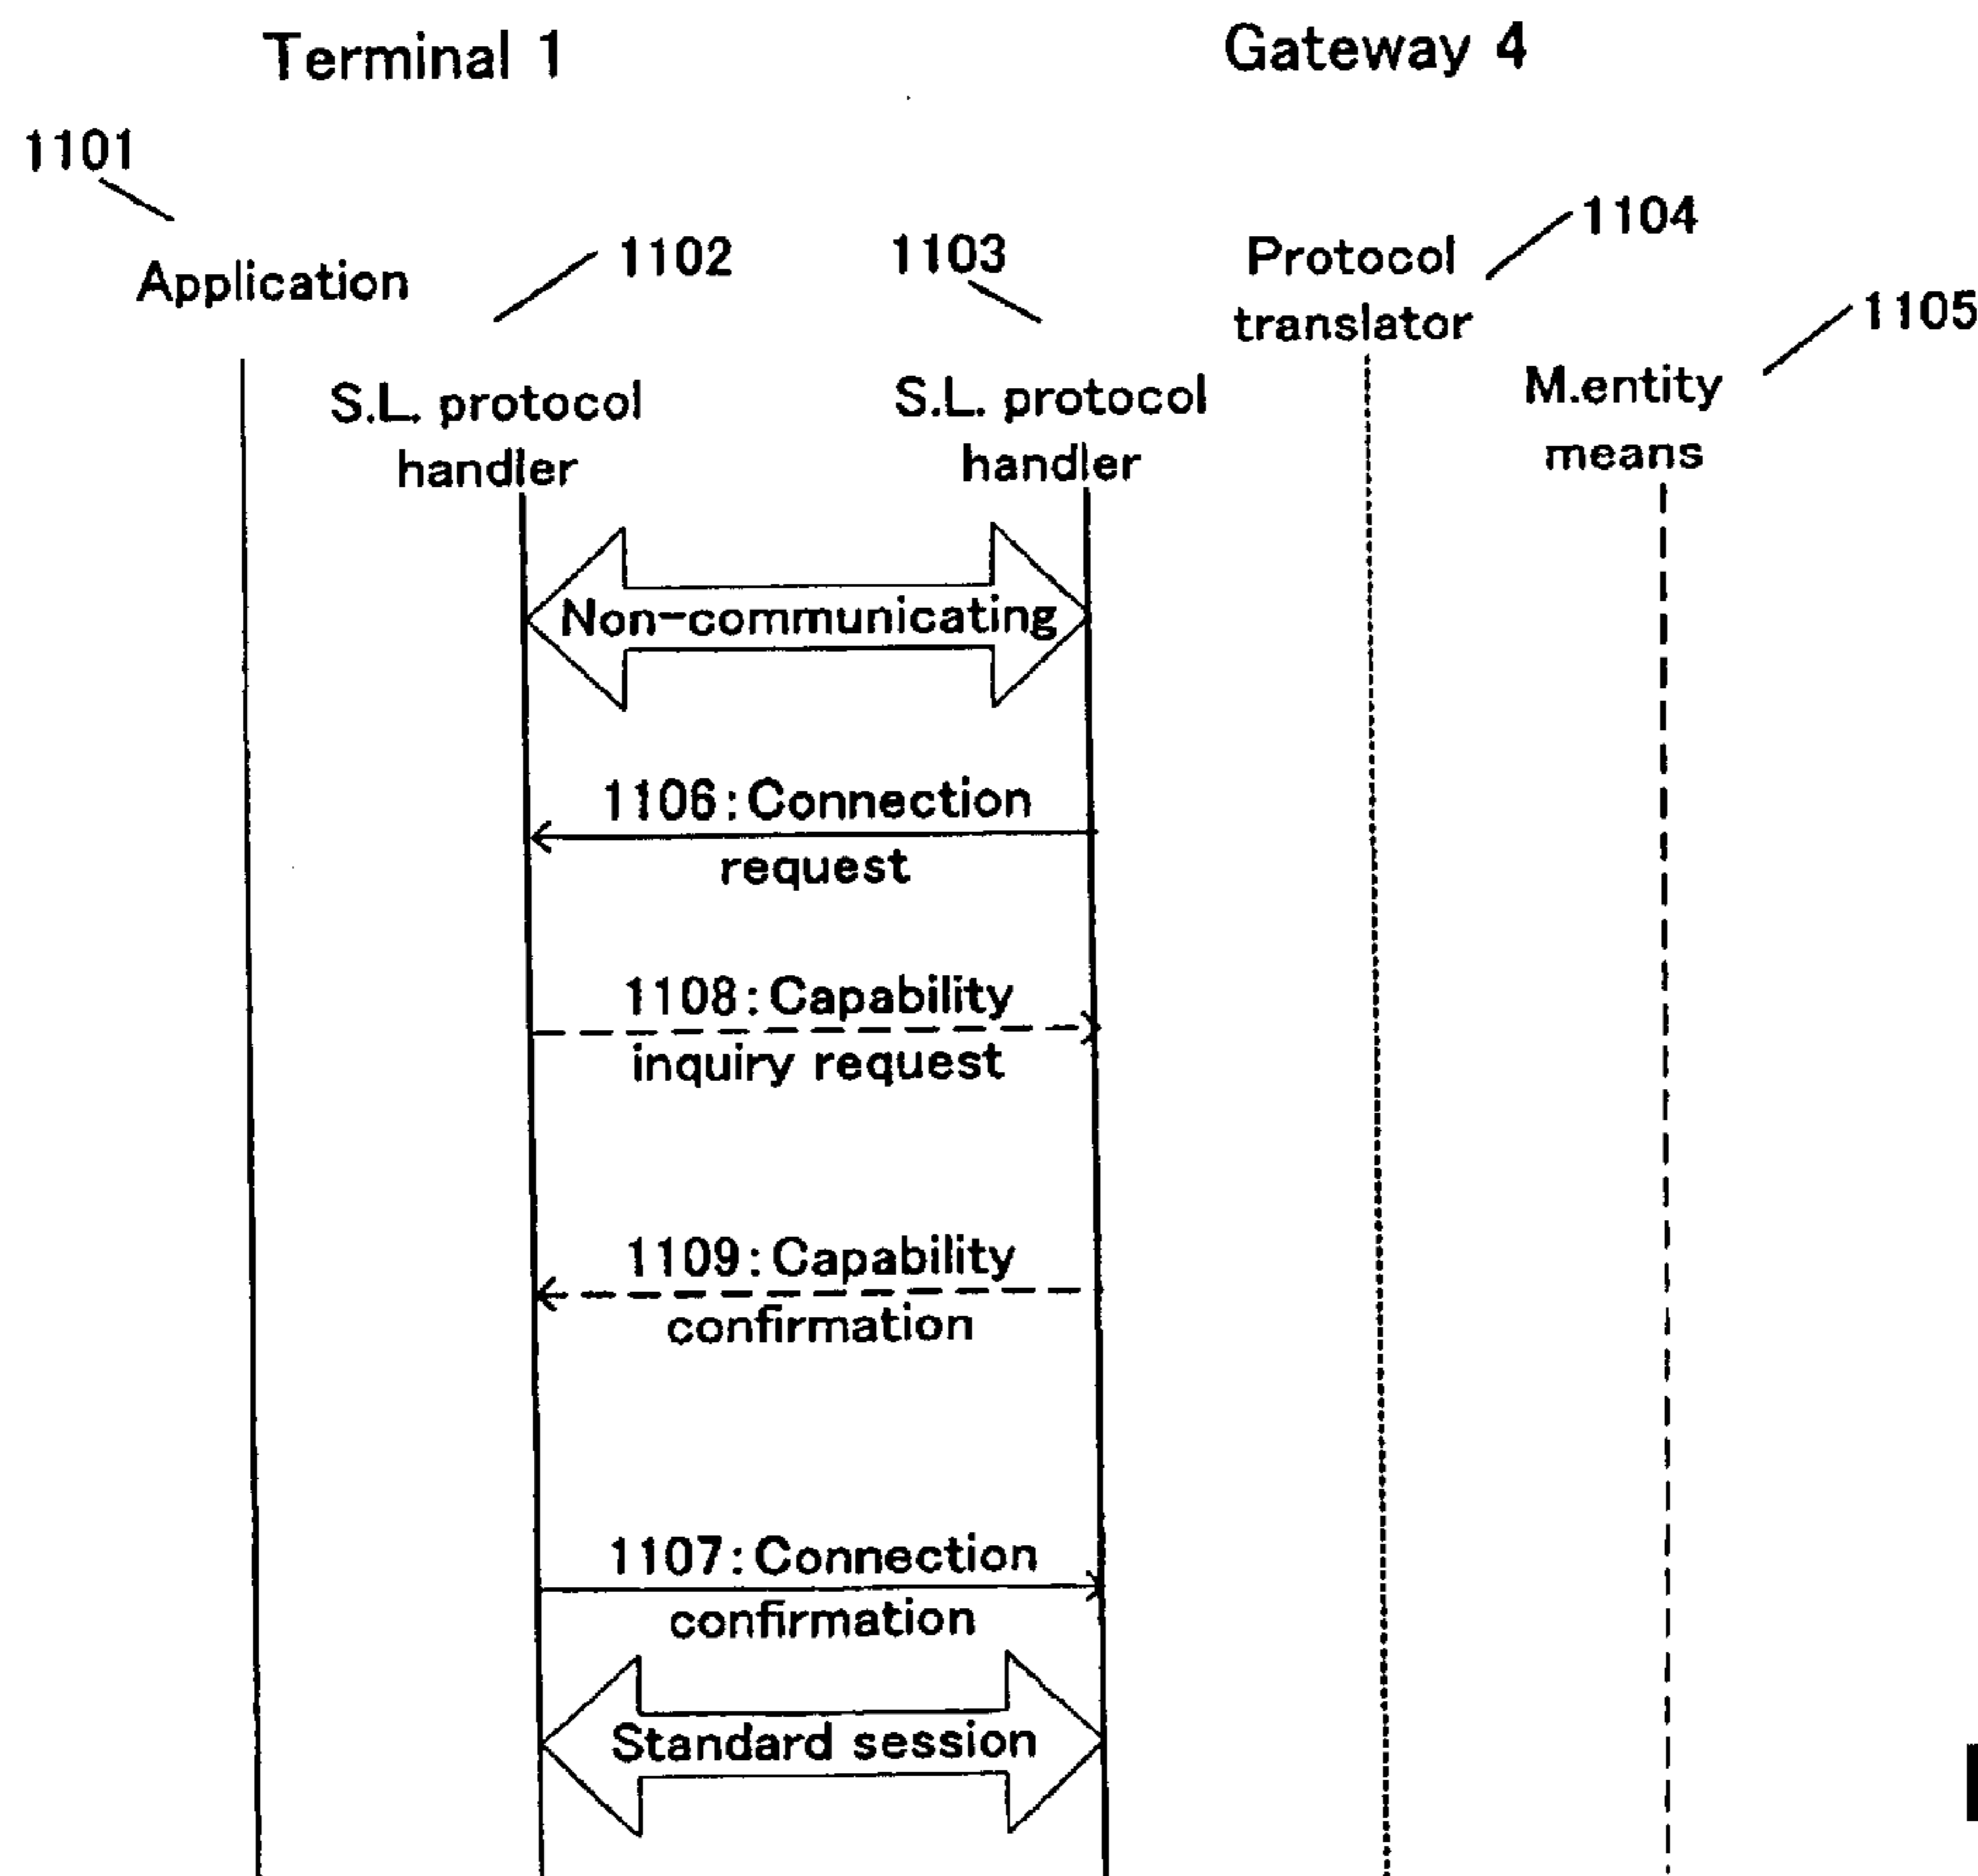 Terminal 1
Gateway 4
1101
1104
1102
1103
Protocol
translator
Application
1105
M.entity
means
S.L. protocol
handler
S.L. protocol
handler
Non-communicating
1106:Connection
request
1108:Capability
inquiry request
1109:Capability
confirmation
1107:Connection
confirmation
Standard session